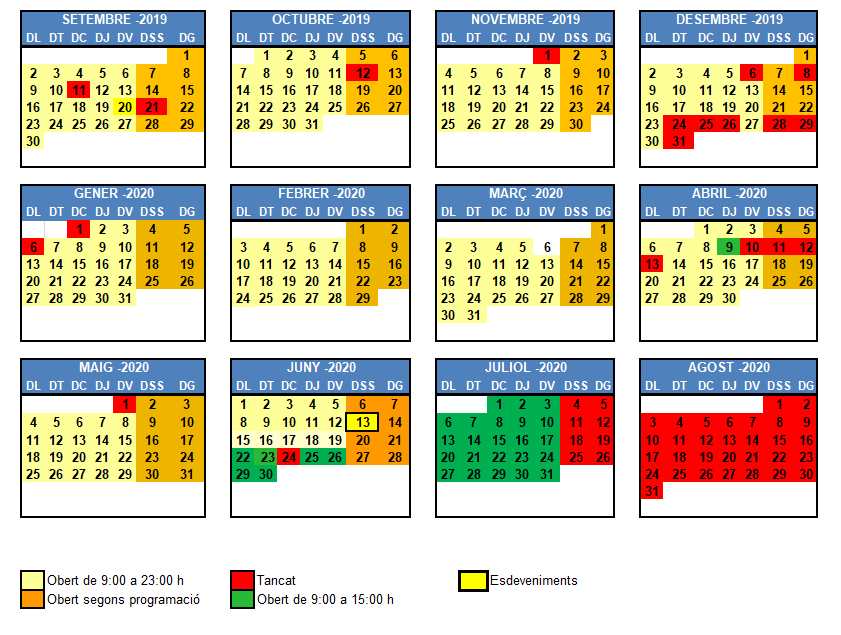 SETEMBRE -2019
DL DT DC DJ DV DSS DG
1
2 3 4 5 6 7 8
9 10 11 12 13 14 15
16 17 18 19 20 21 22
23 24 25 26 27 28 29
30
OCTUBRE -2019
DL DT DC DJ DV DSS DG
1 2 3 4 5 6
7 8 9 10 11 12 13
14 15 16 17 18 19 20
21 22 23 24 25 26 27
28 29 30 31
NOVEMBRE -2019
DL DT DC DJ DV DSS DG
1 2 3
4 5 6 7 8 9 10
11 12 13 14 15 16 17
18 19 20 21 22 23 24
25 26 27 28 29 30
DESEMBRE -2019
DL DT DC DJ DV DSS DG
1
2 3 4 5 6 7 8
9 10 11 12 13 14 15
16 17 18 19 20 21 22
23 24 25 26 27 28 29
30 31
GENER -2020
DL DT DC DJ DV DSS DG
1 2 3 4 5
6 7 8 9 10 11 12
13 14 15 16 17 18 19
20 21 22 23 24 25 26
27 28 29 30 31
FEBRER -2020
DL DT DC DJ DV DSS DG
1 2
3 4 5 6 7 8 9
10 11 12 13 14 15 16
17 18 19 20 21 22 23
24 25 26 27 28 29
MARÇ -2020
DL DT DC DJ DV DSS DG
1
2 3 4 5 6 7 8
9 10 11 12 13 14 15
16 17 18 19 20 21 22
23 24 25 26 27 28 29
30 31
ABRIL -2020
DL DT DC DJ DV DSS DG
1 2 3 4 5
6 7 8 9 10 11 12
13 14 15 16 17 18 19
20 21 22 23 24 25 26
27 28 29 30
MAIG -2020
DL DT DC DJ DV DSS DG
1 2 3
4 5 6 7 8 9 10
11 12 13 14 15 16 17
18 19 20 21 22 23 24
25 26 27 28 29 30 31
JUNY -2020
DL DT DC DJ DV DSS DG
1 2 3 4 5 6 7
8 9 10 11 12 13 14
15 16 17 18 19 20 21
22 23 24 25 26 27 28
29 30
JULIOL -2020
DL DT DC DJ DV DSS DG
1 2 3 4 5
6 7 8 9 10 11 12
13 14 15 16 17 18 19
20 21 22 23 24 25 26
27 28 29 30 31
AGOST -2020
DL DT DC DJ DV DSS DG
1 2
3 4 5 6 7 8 9
10 11 12 13 14 15 16
17 18 19 20 21 22 23
24 25 26 27 28 29 30
31
Obert de 9:00 a 23:00 h
Obert segons programació
Tancat
Obert de 9:00 a 15:00 h
Esdeveniments